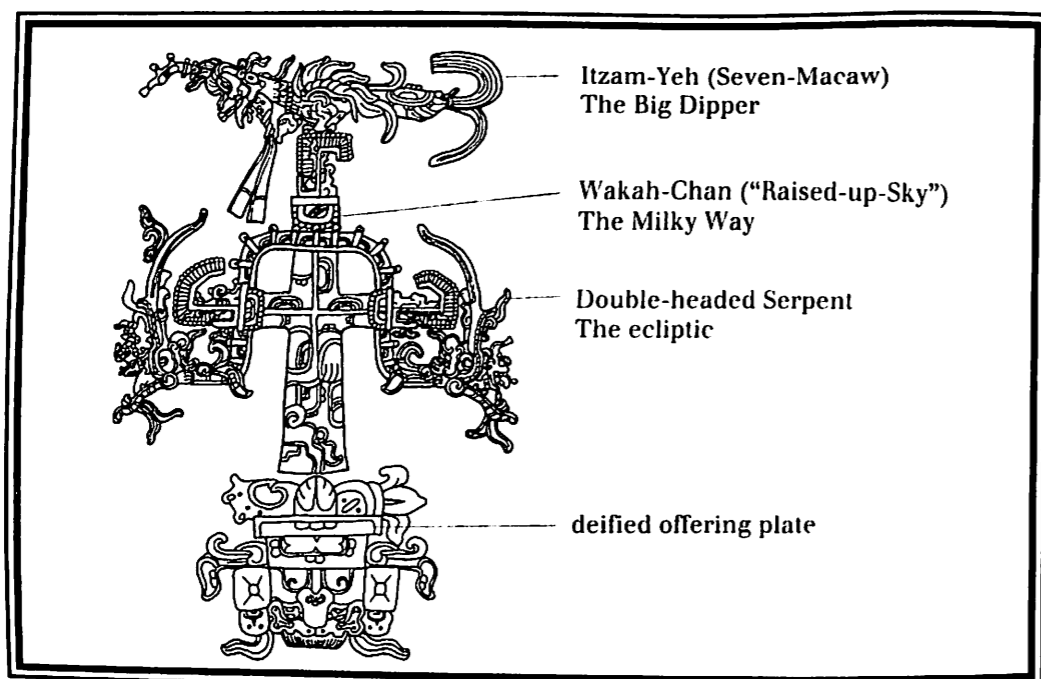 Itzam-Yeh (Seven-Macaw)
The Big Dipper
Wakah-Chan (“Raised-up-Sky”)
The Milky Way
Double-headed Serpent
The ecliptic
deified offering plate